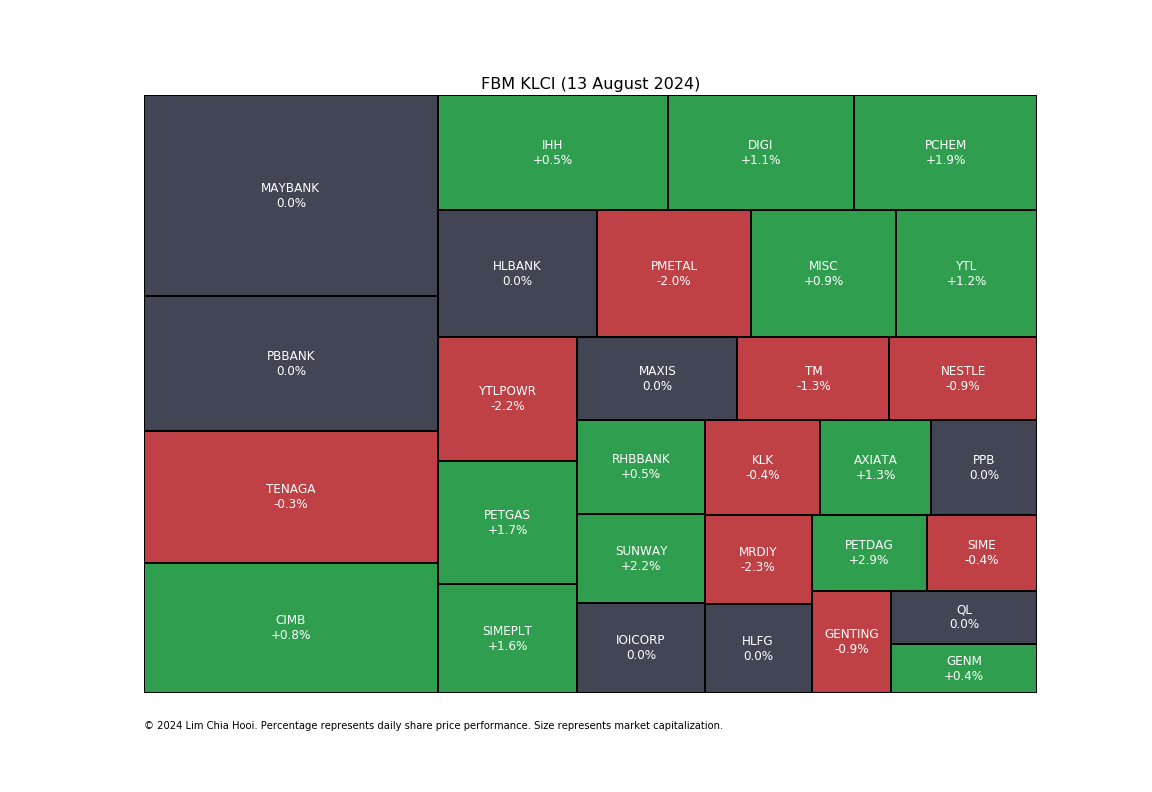 FBM KLCI (13 August 2024)
MAYBANK
0.0%
PBBANK
0.0%
TENAGA
-0.3%
CIMB
+0.8%
IHH
+0.5%
DIGI
+1.1%
PCHEM
+1.9%
HLBANK
0.0%
PMETAL
-2.0%
MISC
+0.9%
YTL
+1.2%
YTLPOWR
-2.2%
PETGAS
+1.7%
SIMEPLT
+1.6%
MAXIS
0.0%
TM
-1.3%
NESTLE
-0.9%
RHBBANK
+0.5%
SUNWAY
+2.2%
IOICORP
0.0%
KLK
-0.4%
AXIATA
+1.3%
PPB
0.0%
MRDIY
-2.3%
HLFG
0.0%
PETDAG
+2.9%
SIME
-0.4%
GENTING
-0.9%
QL
0.0%
GENM
+0.4%
© 2024 Lim Chia Hooi. Percentage represents daily share price performance. Size represents market capitalization.